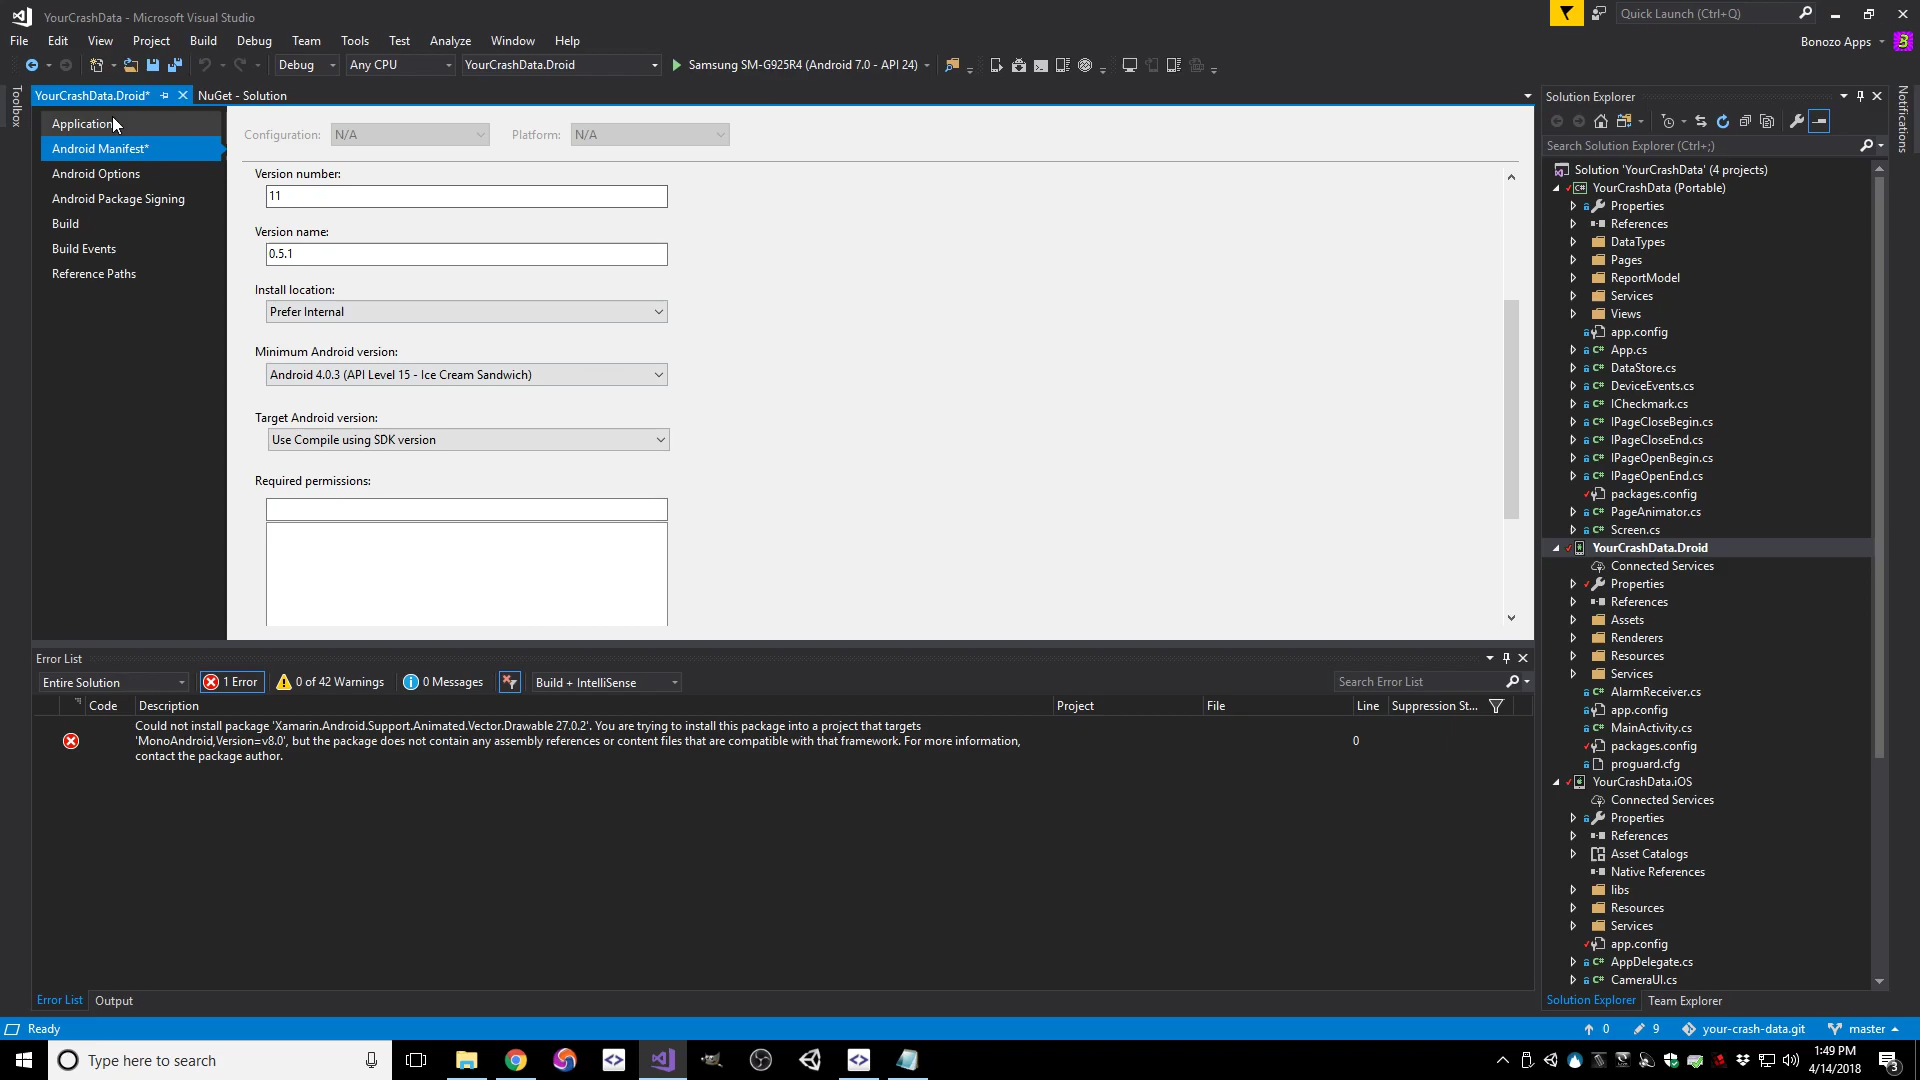 YourCrashData - Microsoft Visual Studio
Quick Launch (Ctrl+Q)
File Edit View Project Build Debug Team Tools Test Analyze Window Help
Bonozo Apps
Debug Any CPU YourCrashData.Droid Samsung SM-G925R4 (Android 7.0 - API 24)
Toolbox
YourCrashData.Droid*
NuGet - Solution
Application
Android Manifest*
Android Options
Android Package Signing
Build
Build Events
Reference Paths
Configuration: N/A Platform: N/A
Version number:
11
Version name:
0.5.1
Install location:
Prefer Internal
Minimum Android version:
Android 4.0.3 (API Level 15 - Ice Cream Sandwich)
Target Android version:
Use Compile using SDK version
Required permissions:
Error List
Entire Solution 1 Error 0 of 42 Warnings 0 Messages Build + IntelliSense Search Error List
Code Description Project File Line Suppression St...
Could not install package 'Xamarin.Android.Support.Animated.Vector.Drawable 27.0.2'. You are trying to install this package into a project that targets
'MonoAndroid,Version=v8.0', but the package does not contain any assembly references or content files that are compatible with that framework. For more information,
contact the package author.
0
Error List Output
Solution Explorer
Notifications
Search Solution Explorer (Ctrl+;)
Solution 'YourCrashData' (4 projects)
YourCrashData (Portable)
Properties
References
DataTypes
Pages
ReportModel
Services
Views
app.config
App.cs
DataStore.cs
DeviceEvents.cs
ICheckmark.cs
IPageCloseBegin.cs
IPageCloseEnd.cs
IPageOpenBegin.cs
IPageOpenEnd.cs
packages.config
PageAnimator.cs
Screen.cs
YourCrashData.Droid
Connected Services
Properties
References
Assets
Renderers
Resources
Services
AlarmReceiver.cs
app.config
MainActivity.cs
packages.config
proguard.cfg
YourCrashData.iOS
Connected Services
Properties
References
Asset Catalogs
Native References
libs
Resources
Services
app.config
AppDelegate.cs
CameraUI.cs
Solution Explorer Team Explorer
Ready
0 9 your-crash-data.git master
Type here to search
1:49 PM
4/14/2018
3